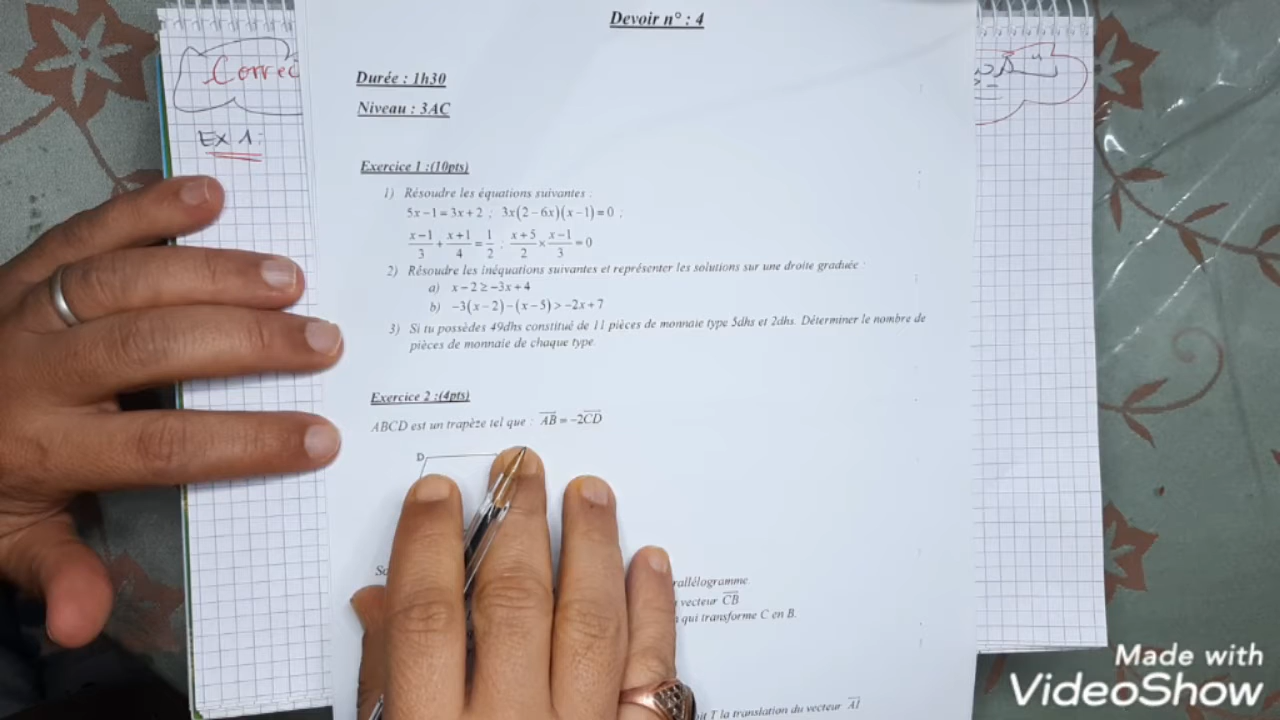 Devoir n° : 4
Durée : 1h30
Niveau : 3AC
Correc
Ex 1:
Exercice 1 :(10pts)
1) Résoudre les équations suivantes :
5x−1=3x+2 ; 3x(2−6x)(x−1)=0 ;
(x−1)/3 + (x+1)/4 = 1/2 ; (x+5)/2 × (x−1)/3 = 0
2) Résoudre les inéquations suivantes et représenter les solutions sur une droite graduée :
a) x−2≥−3x+4
b) −3(x−2)−(x−5)>−2x+7
3) Si tu possèdes 49dhs constitué de 11 pièces de monnaie type 5dhs et 2dhs. Déterminer le nombre de
pièces de monnaie de chaque type.
Exercice 2 :(4pts)
ABCD est un trapèze tel que : AB⃗ = −2CD⃗
D
rallélogramme
vecteur CB⃗
qui transforme C en B.
T la translation du vecteur AI⃗
Made with
VideoShow